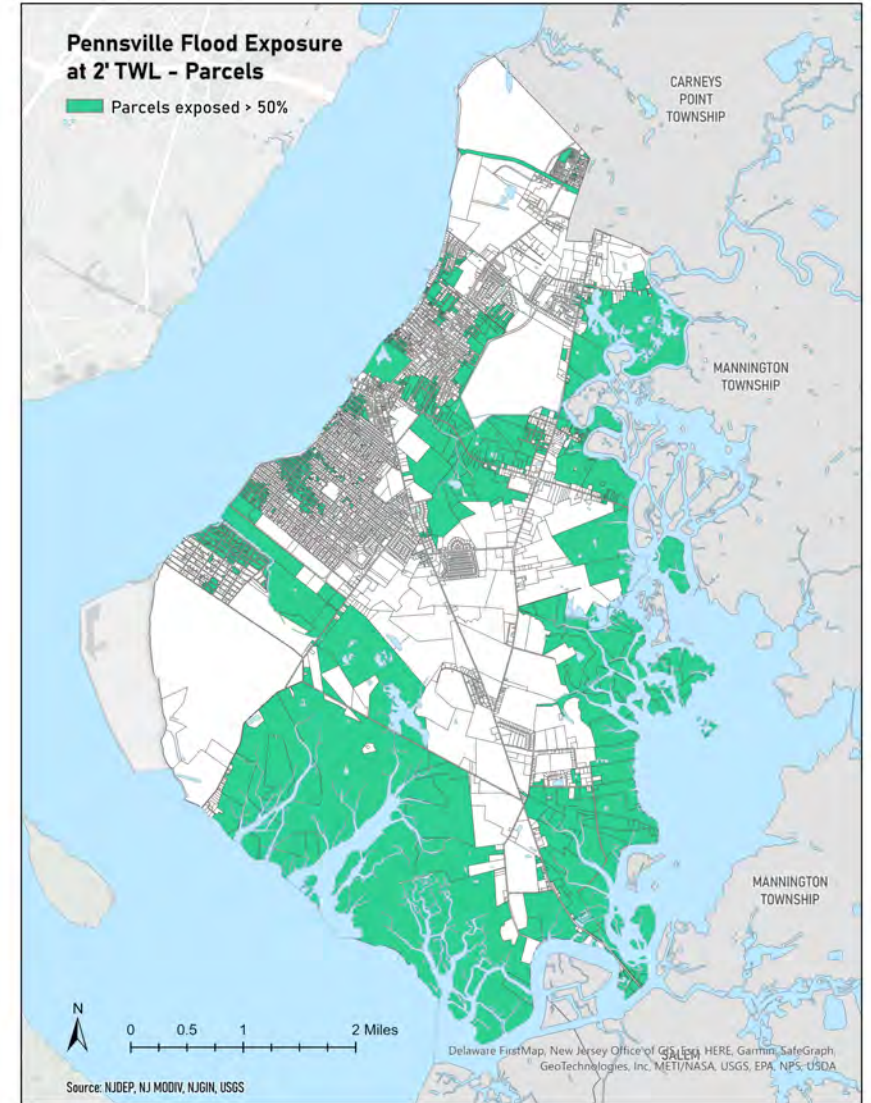 Pennsville Flood Exposure
at 2' TWL - Parcels
Parcels exposed > 50%
CARNEYS
POINT
TOWNSHIP
MANNINGTON
TOWNSHIP
MANNINGTON
TOWNSHIP
N
0 0.5 1 2 Miles
SALEM
Delaware FirstMap, New Jersey Office of GIS, Esri, HERE, Garmin, SafeGraph,
GeoTechnologies, Inc, METI/NASA, USGS, EPA, NPS, USDA
Source: NJDEP, NJ MODIV, NJGIN, USGS